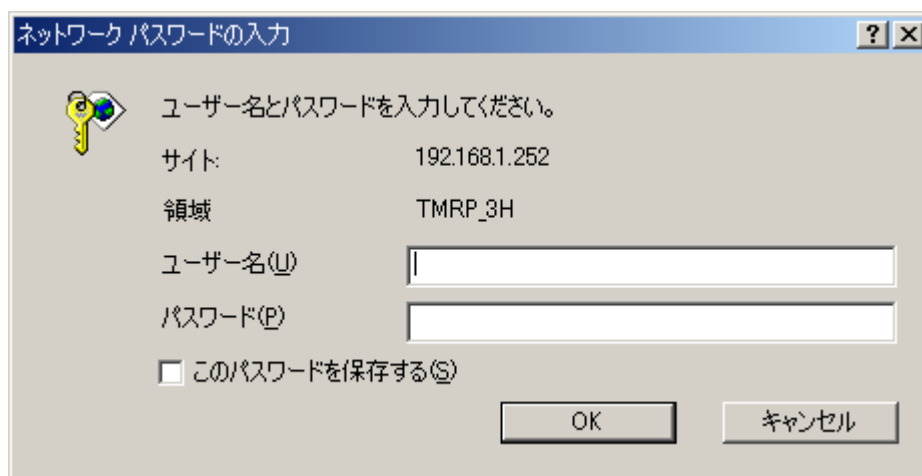 ネットワーク パスワードの入力
ユーザー名とパスワードを入力してください。
サイト: 192.168.1.252
領域 TMRP_3H
ユーザー名(U)
パスワード(P)
このパスワードを保存する(S)
OK キャンセル